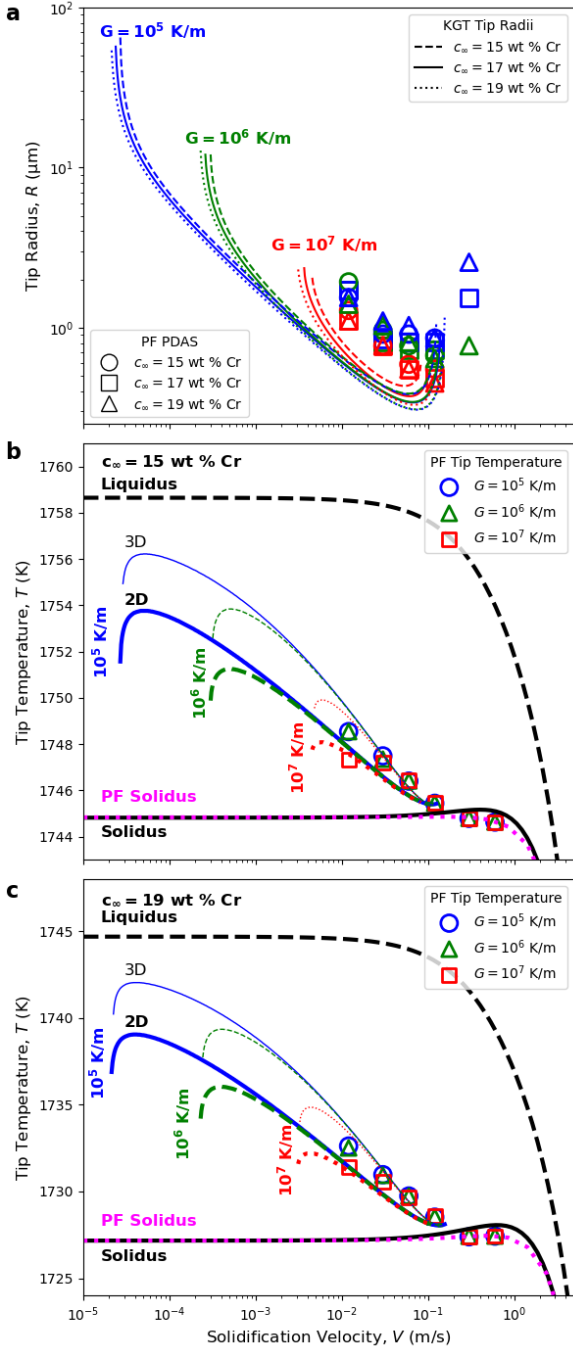 a
10²
10¹
10⁰
Tip Radius, R (μm)
G = 10⁵ K/m
G = 10⁶ K/m
G = 10⁷ K/m
KGT Tip Radii
c∞ = 15 wt % Cr
c∞ = 17 wt % Cr
c∞ = 19 wt % Cr
PF PDAS
c∞ = 15 wt % Cr
c∞ = 17 wt % Cr
c∞ = 19 wt % Cr
b
1760
1758
1756
1754
1752
1750
1748
1746
1744
Tip Temperature, T (K)
c∞ = 15 wt % Cr
Liquidus
3D
2D
10⁵ K/m
10⁶ K/m
10⁷ K/m
PF Solidus
Solidus
PF Tip Temperature
G = 10⁵ K/m
G = 10⁶ K/m
G = 10⁷ K/m
c
1745
1740
1735
1730
1725
Tip Temperature, T (K)
c∞ = 19 wt % Cr
Liquidus
3D
2D
10⁵ K/m
10⁶ K/m
10⁷ K/m
PF Solidus
Solidus
PF Tip Temperature
G = 10⁵ K/m
G = 10⁶ K/m
G = 10⁷ K/m
10⁻⁵ 10⁻⁴ 10⁻³ 10⁻² 10⁻¹ 10⁰
Solidification Velocity, V (m/s)